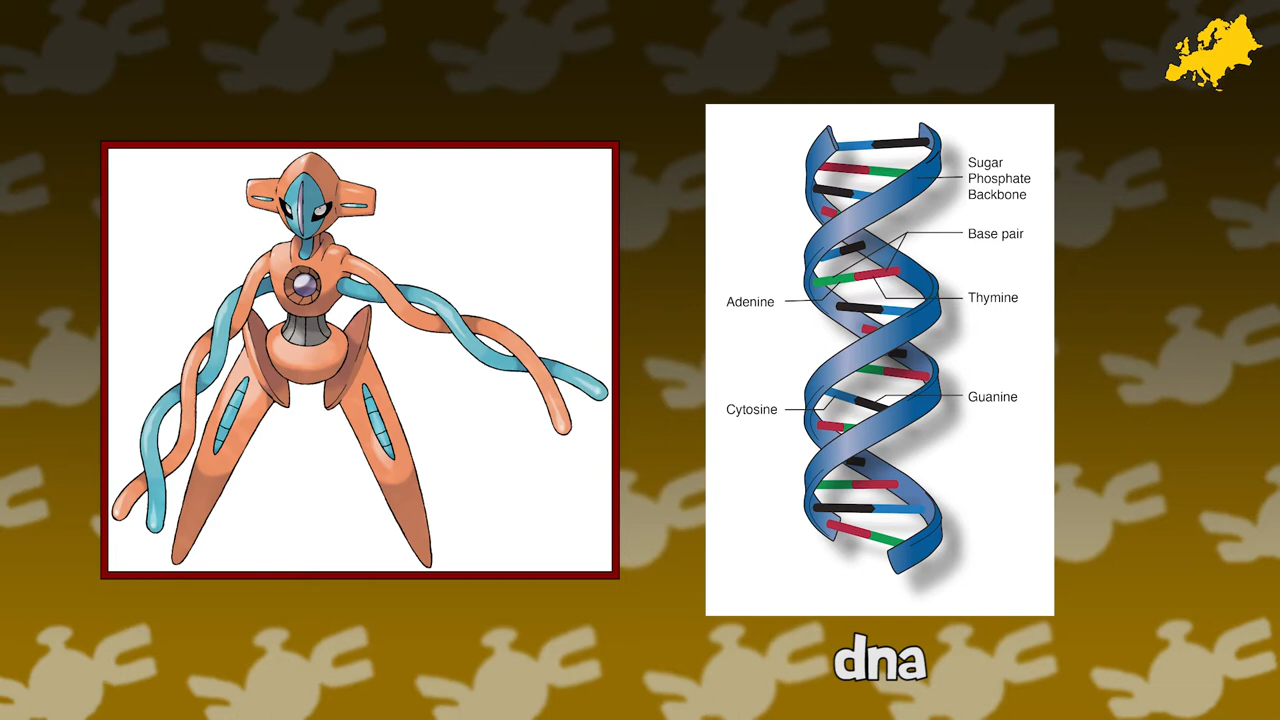 Sugar
Phosphate
Backbone
Base pair
Adenine
Thymine
Cytosine
Guanine
dna